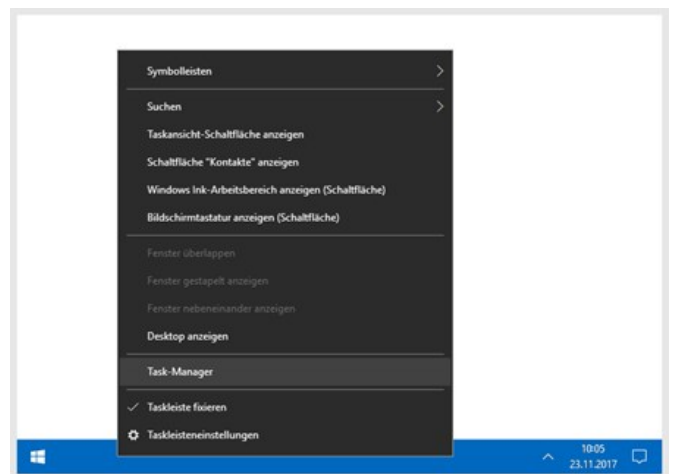 Symbolleisten
Suchen
Taskansicht-Schaltfläche anzeigen
Schaltfläche "Kontakte" anzeigen
Windows Ink-Arbeitsbereich anzeigen (Schaltfläche)
Bildschirmtastatur anzeigen (Schaltfläche)
Fenster überlappen
Fenster gestapelt anzeigen
Fenster nebeneinander anzeigen
Desktop anzeigen
Task-Manager
Taskleiste fixieren
Taskleisteneinstellungen
10:05
23.11.2017